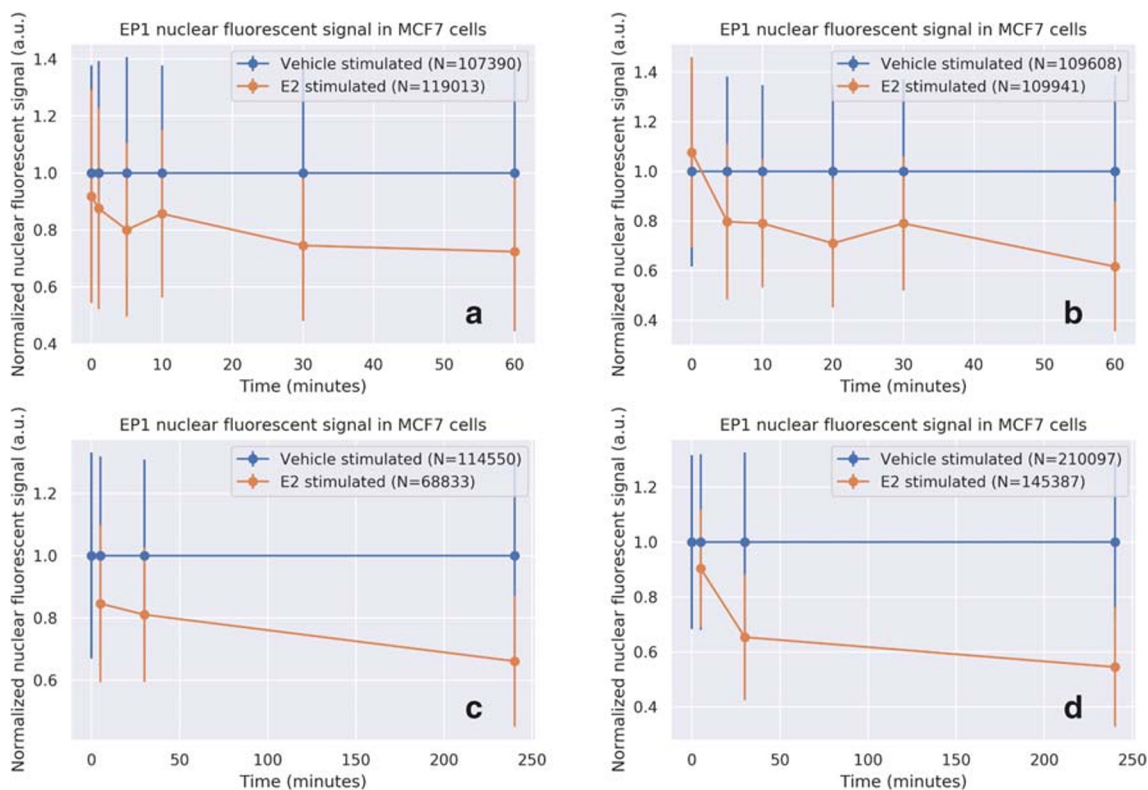 EP1 nuclear fluorescent signal in MCF7 cells
Normalized nuclear fluorescent signal (a.u.)
Vehicle stimulated (N=107390)
E2 stimulated (N=119013)
1.4
1.2
1.0
0.8
0.6
0.4
a
0 10 20 30 40 50 60
Time (minutes)
EP1 nuclear fluorescent signal in MCF7 cells
Normalized nuclear fluorescent signal (a.u.)
Vehicle stimulated (N=109608)
E2 stimulated (N=109941)
1.4
1.2
1.0
0.8
0.6
0.4
b
0 10 20 30 40 50 60
Time (minutes)
EP1 nuclear fluorescent signal in MCF7 cells
Normalized nuclear fluorescent signal (a.u.)
Vehicle stimulated (N=114550)
E2 stimulated (N=68833)
1.2
1.0
0.8
0.6
c
0 50 100 150 200 250
Time (minutes)
EP1 nuclear fluorescent signal in MCF7 cells
Normalized nuclear fluorescent signal (a.u.)
Vehicle stimulated (N=210097)
E2 stimulated (N=145387)
1.2
1.0
0.8
0.6
0.4
d
0 50 100 150 200 250
Time (minutes)